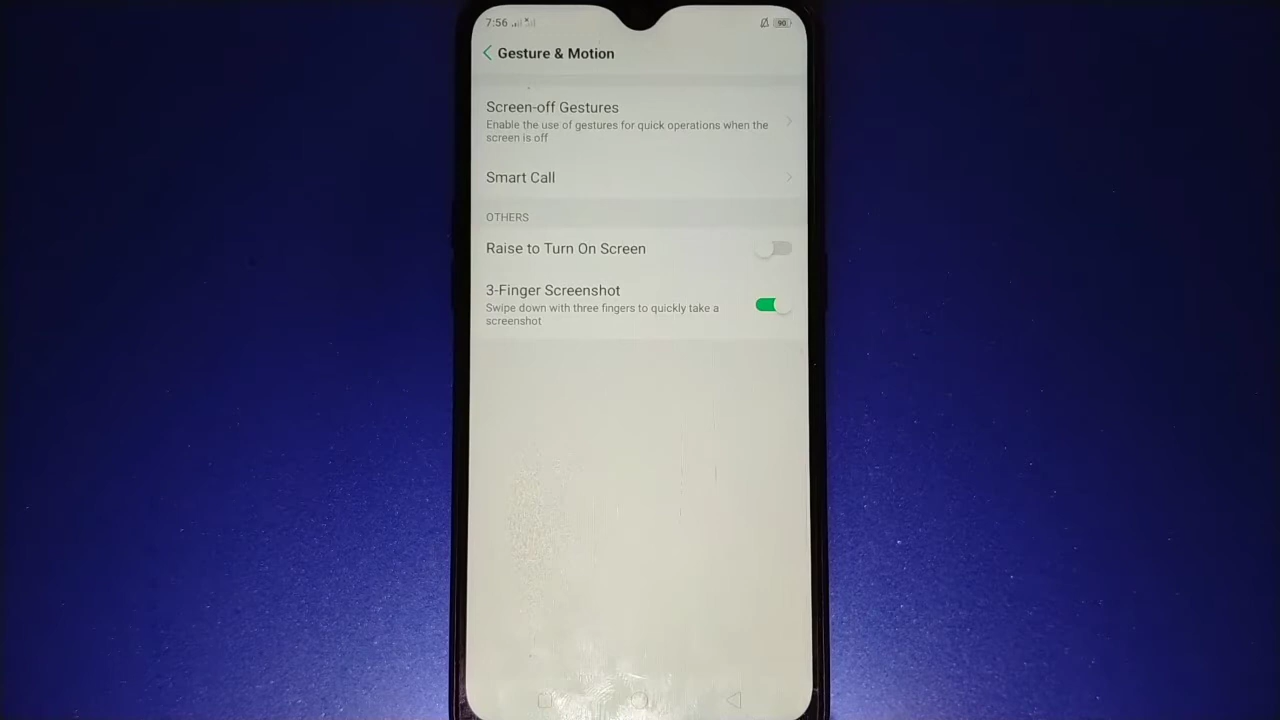 7:56
90
Gesture & Motion
Screen-off Gestures
Enable the use of gestures for quick operations when the
screen is off
Smart Call
OTHERS
Raise to Turn On Screen
3-Finger Screenshot
Swipe down with three fingers to quickly take a
screenshot